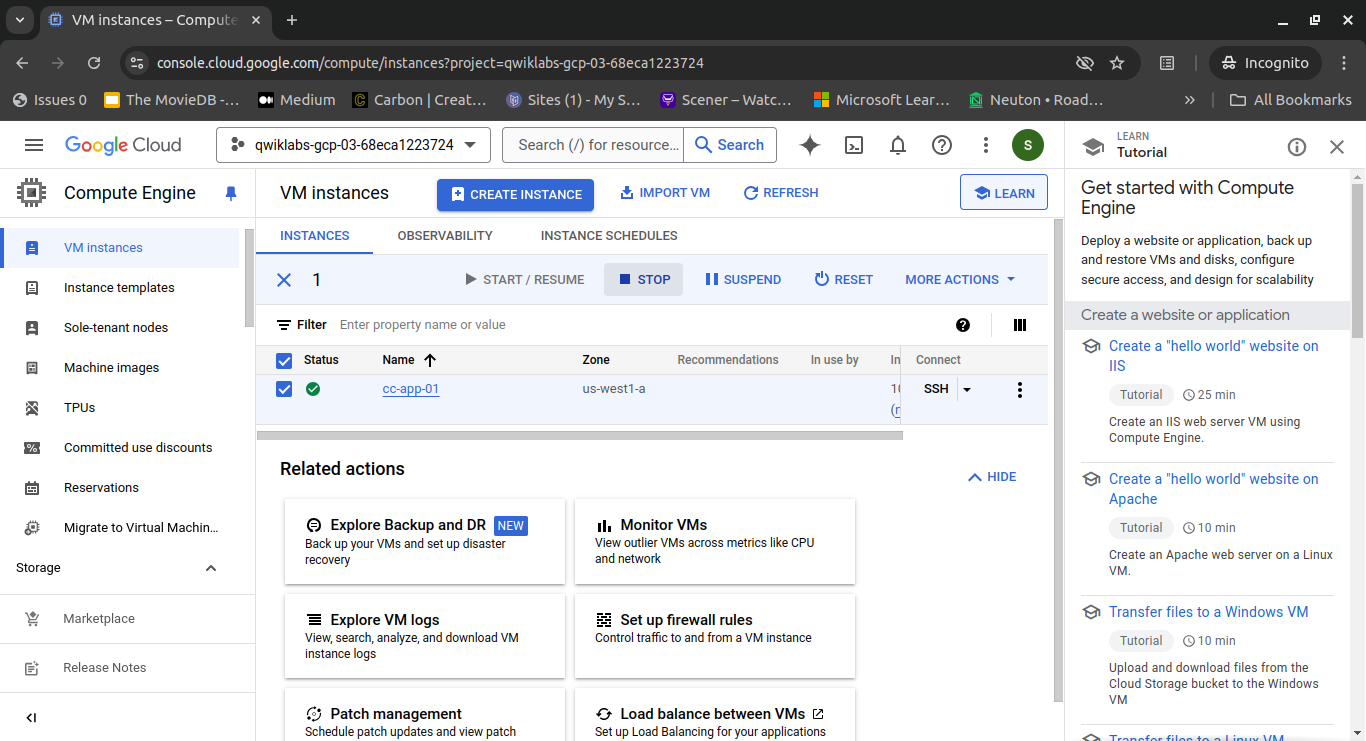 VM instances – Compute
console.cloud.google.com/compute/instances?project=qwiklabs-gcp-03-68eca1223724
Incognito
Issues 0
The MovieDB -...
Medium
Carbon | Creat...
Sites (1) - My S...
Scener – Watc...
Microsoft Lear...
Neuton • Road...
»
All Bookmarks
Google Cloud
qwiklabs-gcp-03-68eca1223724
Search (/) for resource...
Search
S
LEARN
Tutorial
Compute Engine
VM instances
CREATE INSTANCE
IMPORT VM
REFRESH
LEARN
VM instances
Instance templates
Sole-tenant nodes
Machine images
TPUs
Committed use discounts
Reservations
Migrate to Virtual Machin...
Storage
Marketplace
Release Notes
INSTANCES
OBSERVABILITY
INSTANCE SCHEDULES
1
START / RESUME
STOP
SUSPEND
RESET
MORE ACTIONS
Filter
Enter property name or value
Status
Name
Zone
Recommendations
In use by
In
Connect
cc-app-01
us-west1-a
10
(n
SSH
Related actions
HIDE
Explore Backup and DR NEW
Back up your VMs and set up disaster
recovery
Monitor VMs
View outlier VMs across metrics like CPU
and network
Explore VM logs
View, search, analyze, and download VM
instance logs
Set up firewall rules
Control traffic to and from a VM instance
Patch management
Schedule patch updates and view patch
Load balance between VMs
Set up Load Balancing for your applications
Get started with Compute
Engine
Deploy a website or application, back up
and restore VMs and disks, configure
secure access, and design for scalability
Create a website or application
Create a "hello world" website on
IIS
Tutorial
25 min
Create an IIS web server VM using
Compute Engine.
Create a "hello world" website on
Apache
Tutorial
10 min
Create an Apache web server on a Linux
VM.
Transfer files to a Windows VM
Tutorial
10 min
Upload and download files from the
Cloud Storage bucket to the Windows
VM
Transfer files to a Linux VM